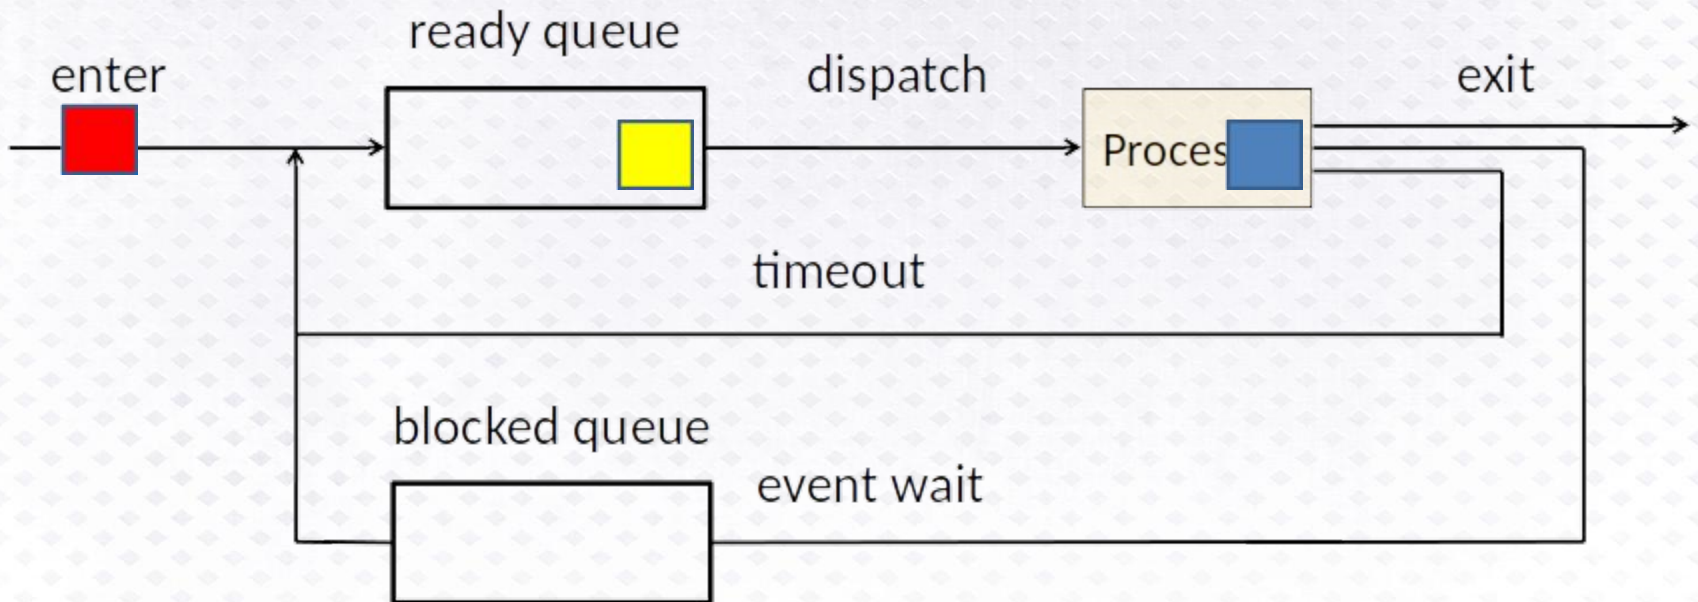 ready queue
enter
dispatch
exit
Proces
timeout
blocked queue
event wait